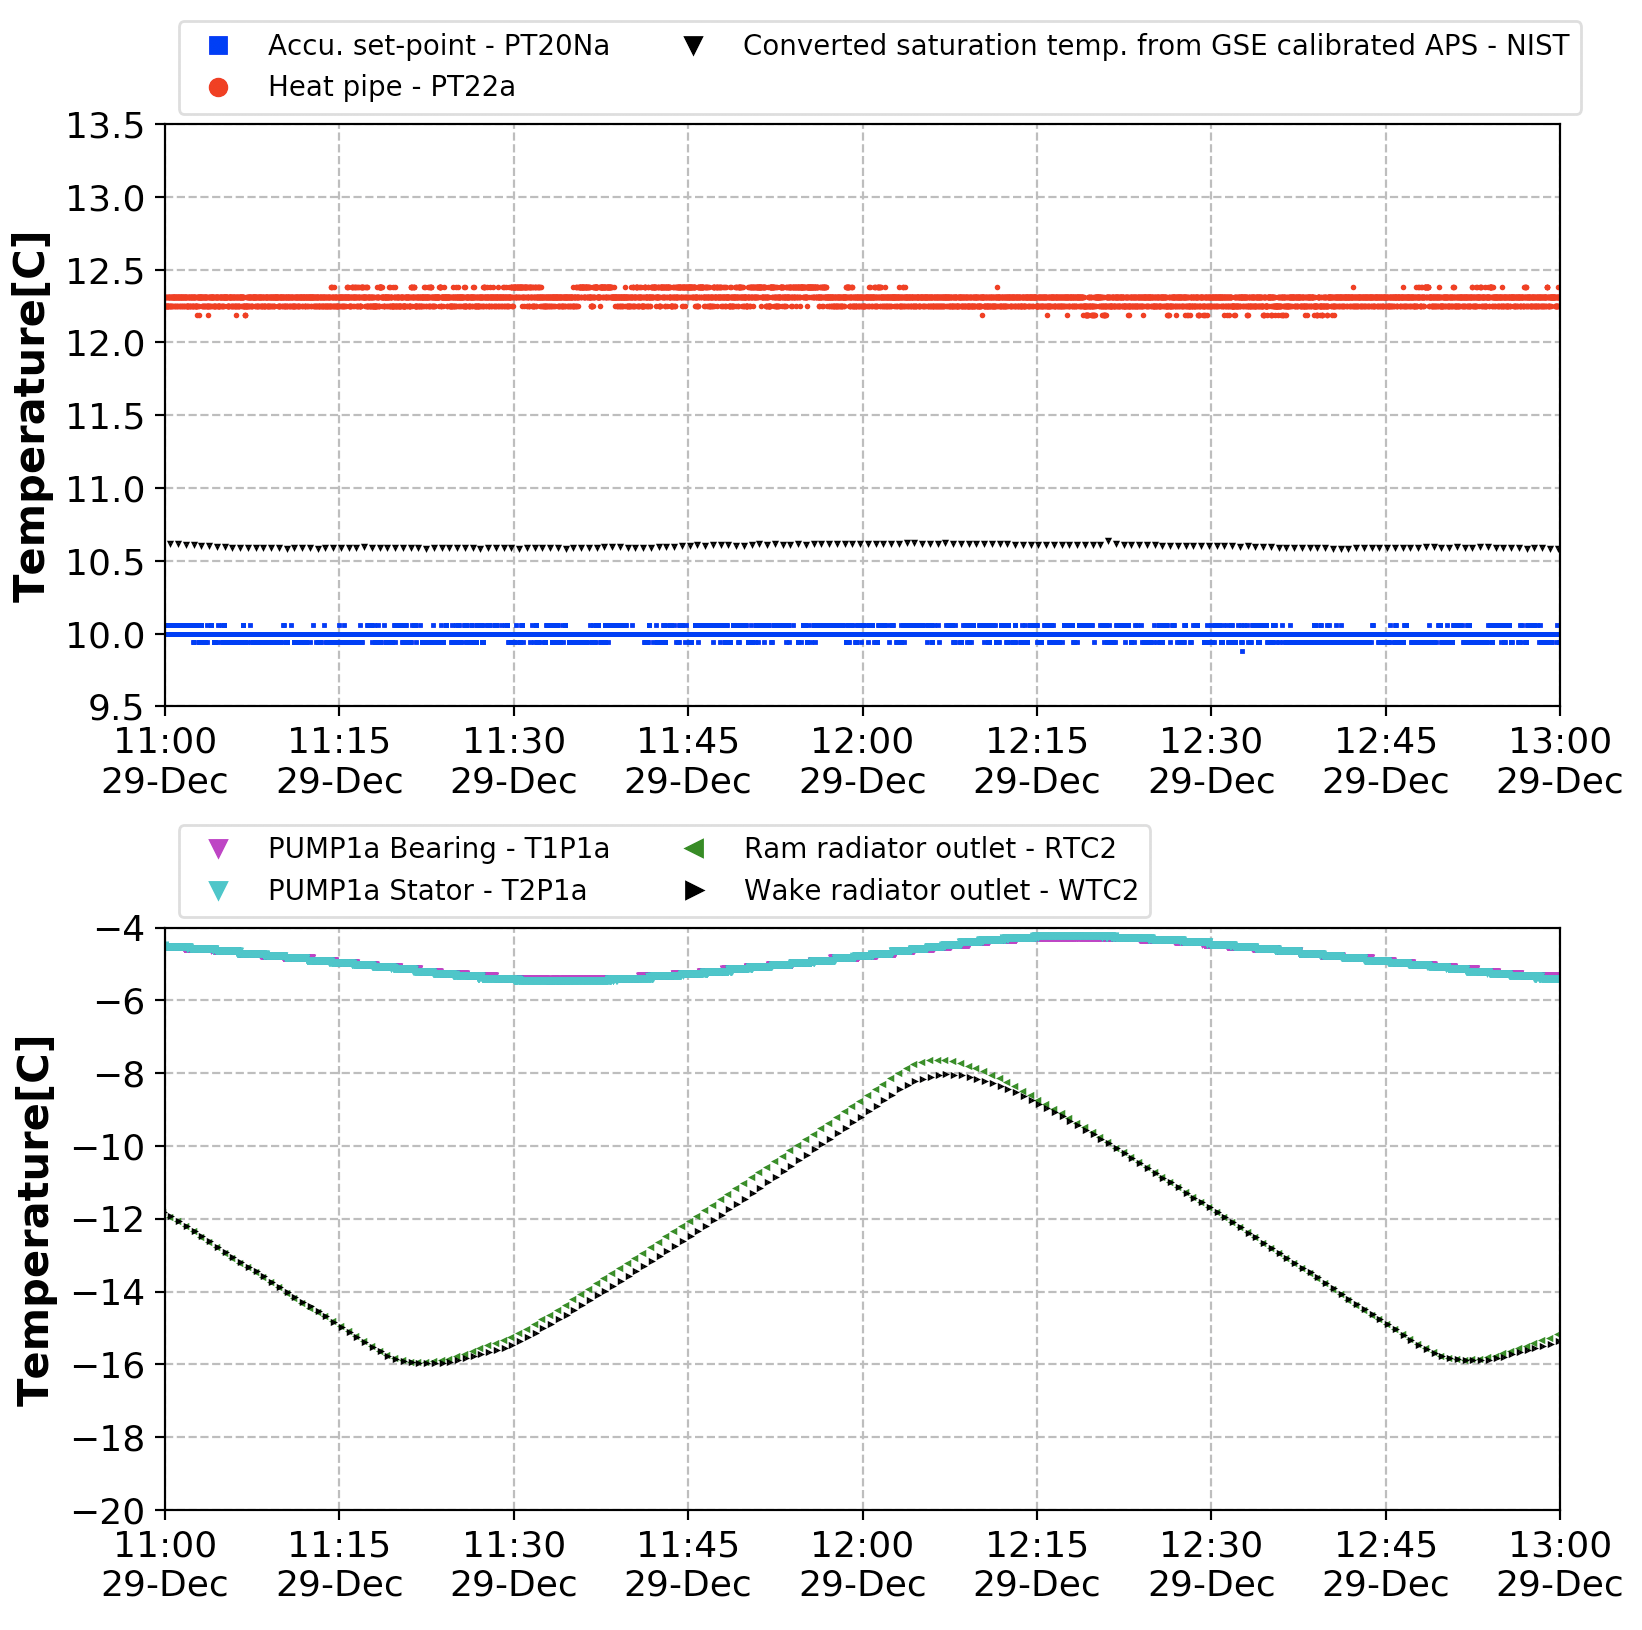 Accu. set-point - PT20Na
Heat pipe - PT22a
Converted saturation temp. from GSE calibrated APS - NIST
Temperature[C]
13.5
13.0
12.5
12.0
11.5
11.0
10.5
10.0
9.5
11:00 11:15 11:30 11:45 12:00 12:15 12:30 12:45 13:00
29-Dec 29-Dec 29-Dec 29-Dec 29-Dec 29-Dec 29-Dec 29-Dec 29-Dec
PUMP1a Bearing - T1P1a
PUMP1a Stator - T2P1a
Ram radiator outlet - RTC2
Wake radiator outlet - WTC2
Temperature[C]
−4
−6
−8
−10
−12
−14
−16
−18
−20
11:00 11:15 11:30 11:45 12:00 12:15 12:30 12:45 13:00
29-Dec 29-Dec 29-Dec 29-Dec 29-Dec 29-Dec 29-Dec 29-Dec 29-Dec